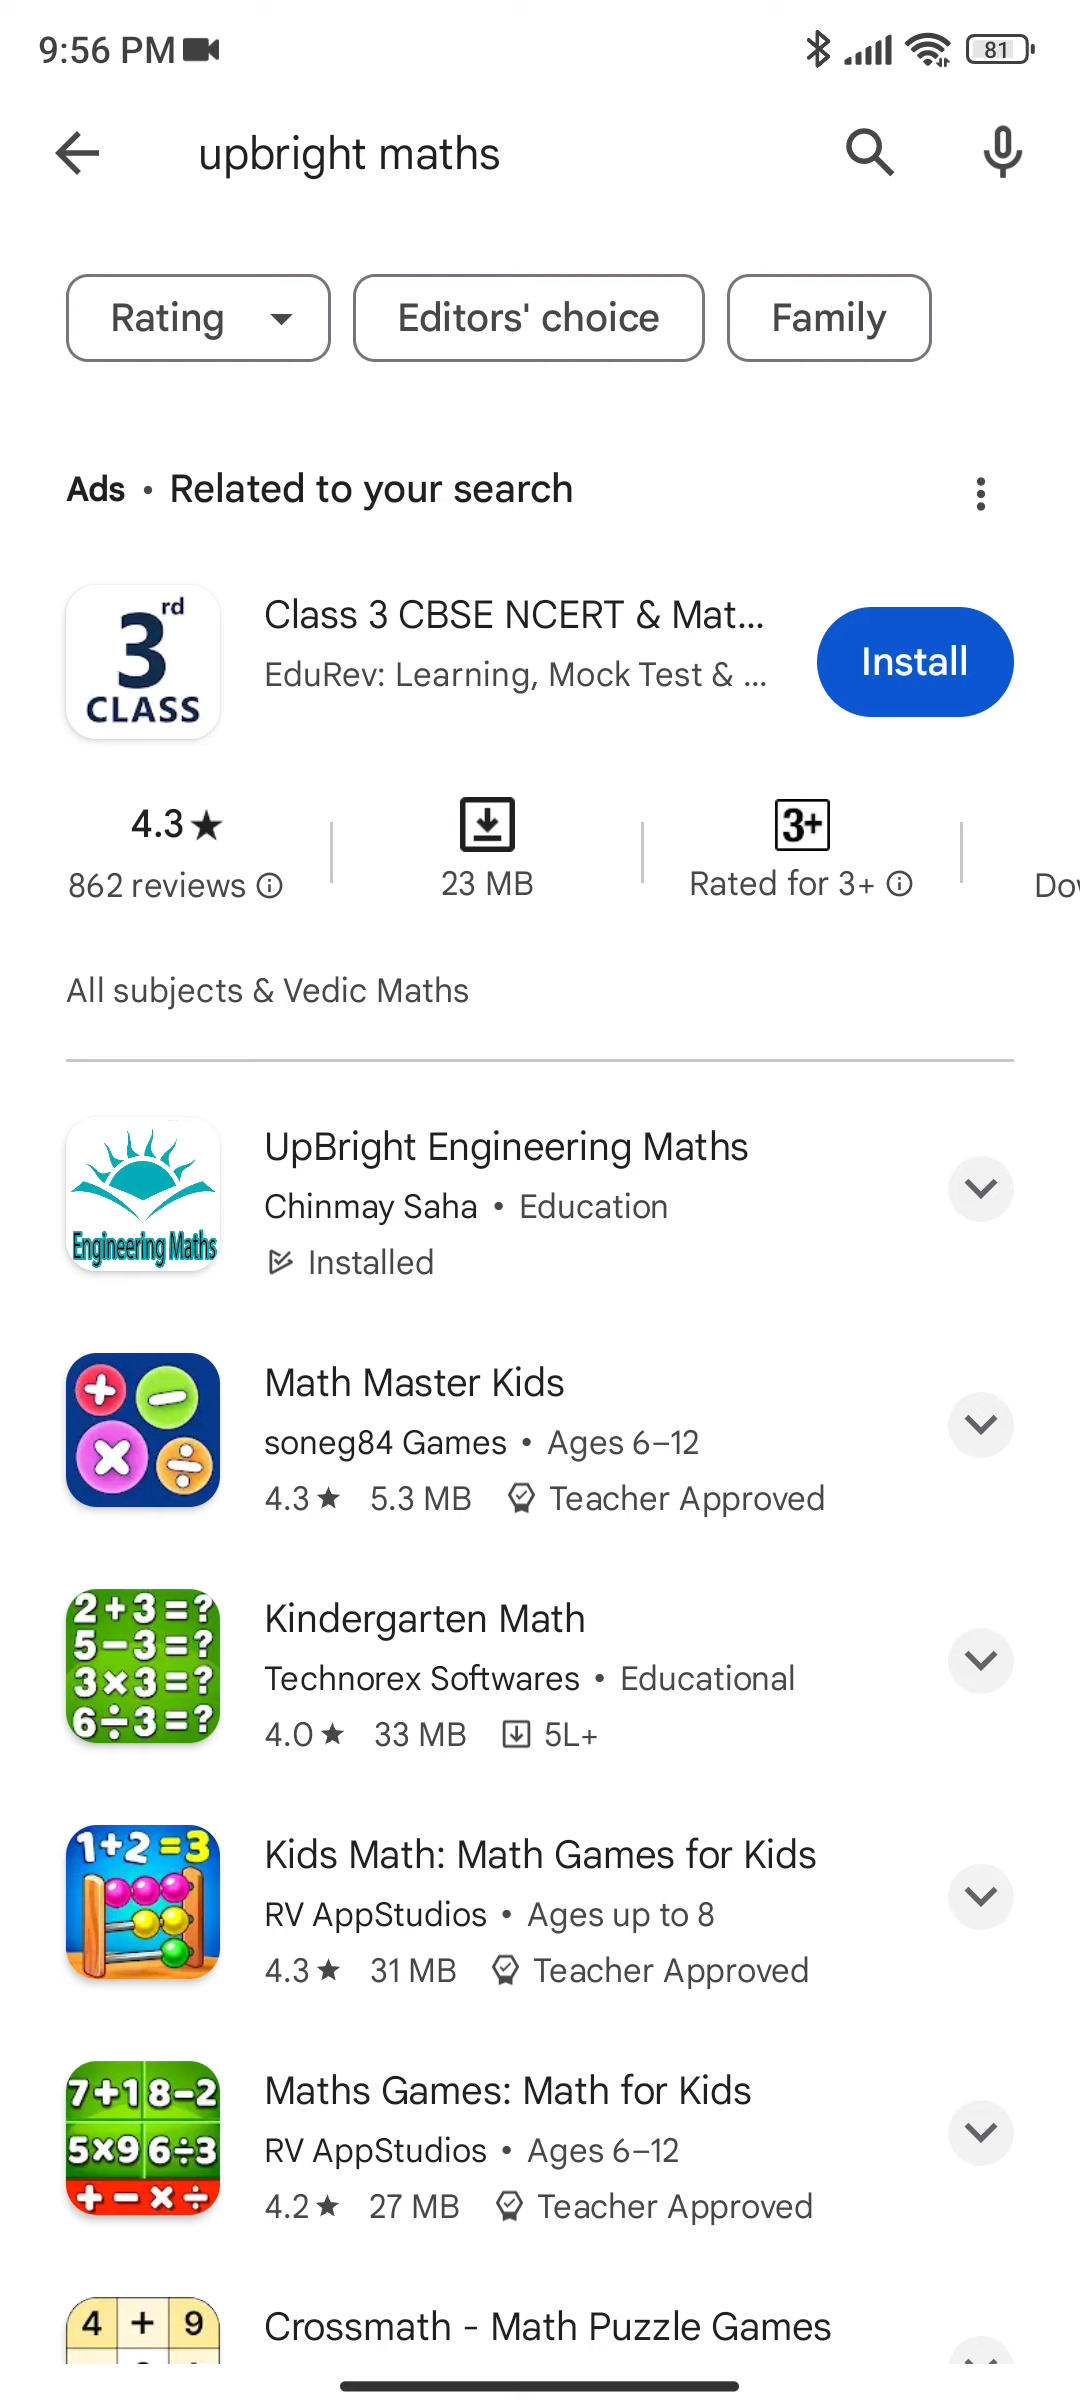 9:56 PM
81
upbright maths
Rating
Editors' choice
Family
Ads • Related to your search
3rd
CLASS
Class 3 CBSE NCERT & Mat...
EduRev: Learning, Mock Test & ...
Install
4.3★
862 reviews
23 MB
3+
Rated for 3+
All subjects & Vedic Maths
Engineering Maths
UpBright Engineering Maths
Chinmay Saha • Education
Installed
Math Master Kids
soneg84 Games • Ages 6–12
4.3★ 5.3 MB Teacher Approved
2+3=?
5−3=?
3×3=?
6÷3=?
Kindergarten Math
Technorex Softwares • Educational
4.0★ 33 MB 5L+
1+2=3
Kids Math: Math Games for Kids
RV AppStudios • Ages up to 8
4.3★ 31 MB Teacher Approved
7+1 8−2
5×9 6÷3
+ − × ÷
Maths Games: Math for Kids
RV AppStudios • Ages 6–12
4.2★ 27 MB Teacher Approved
4 + 9
Crossmath - Math Puzzle Games